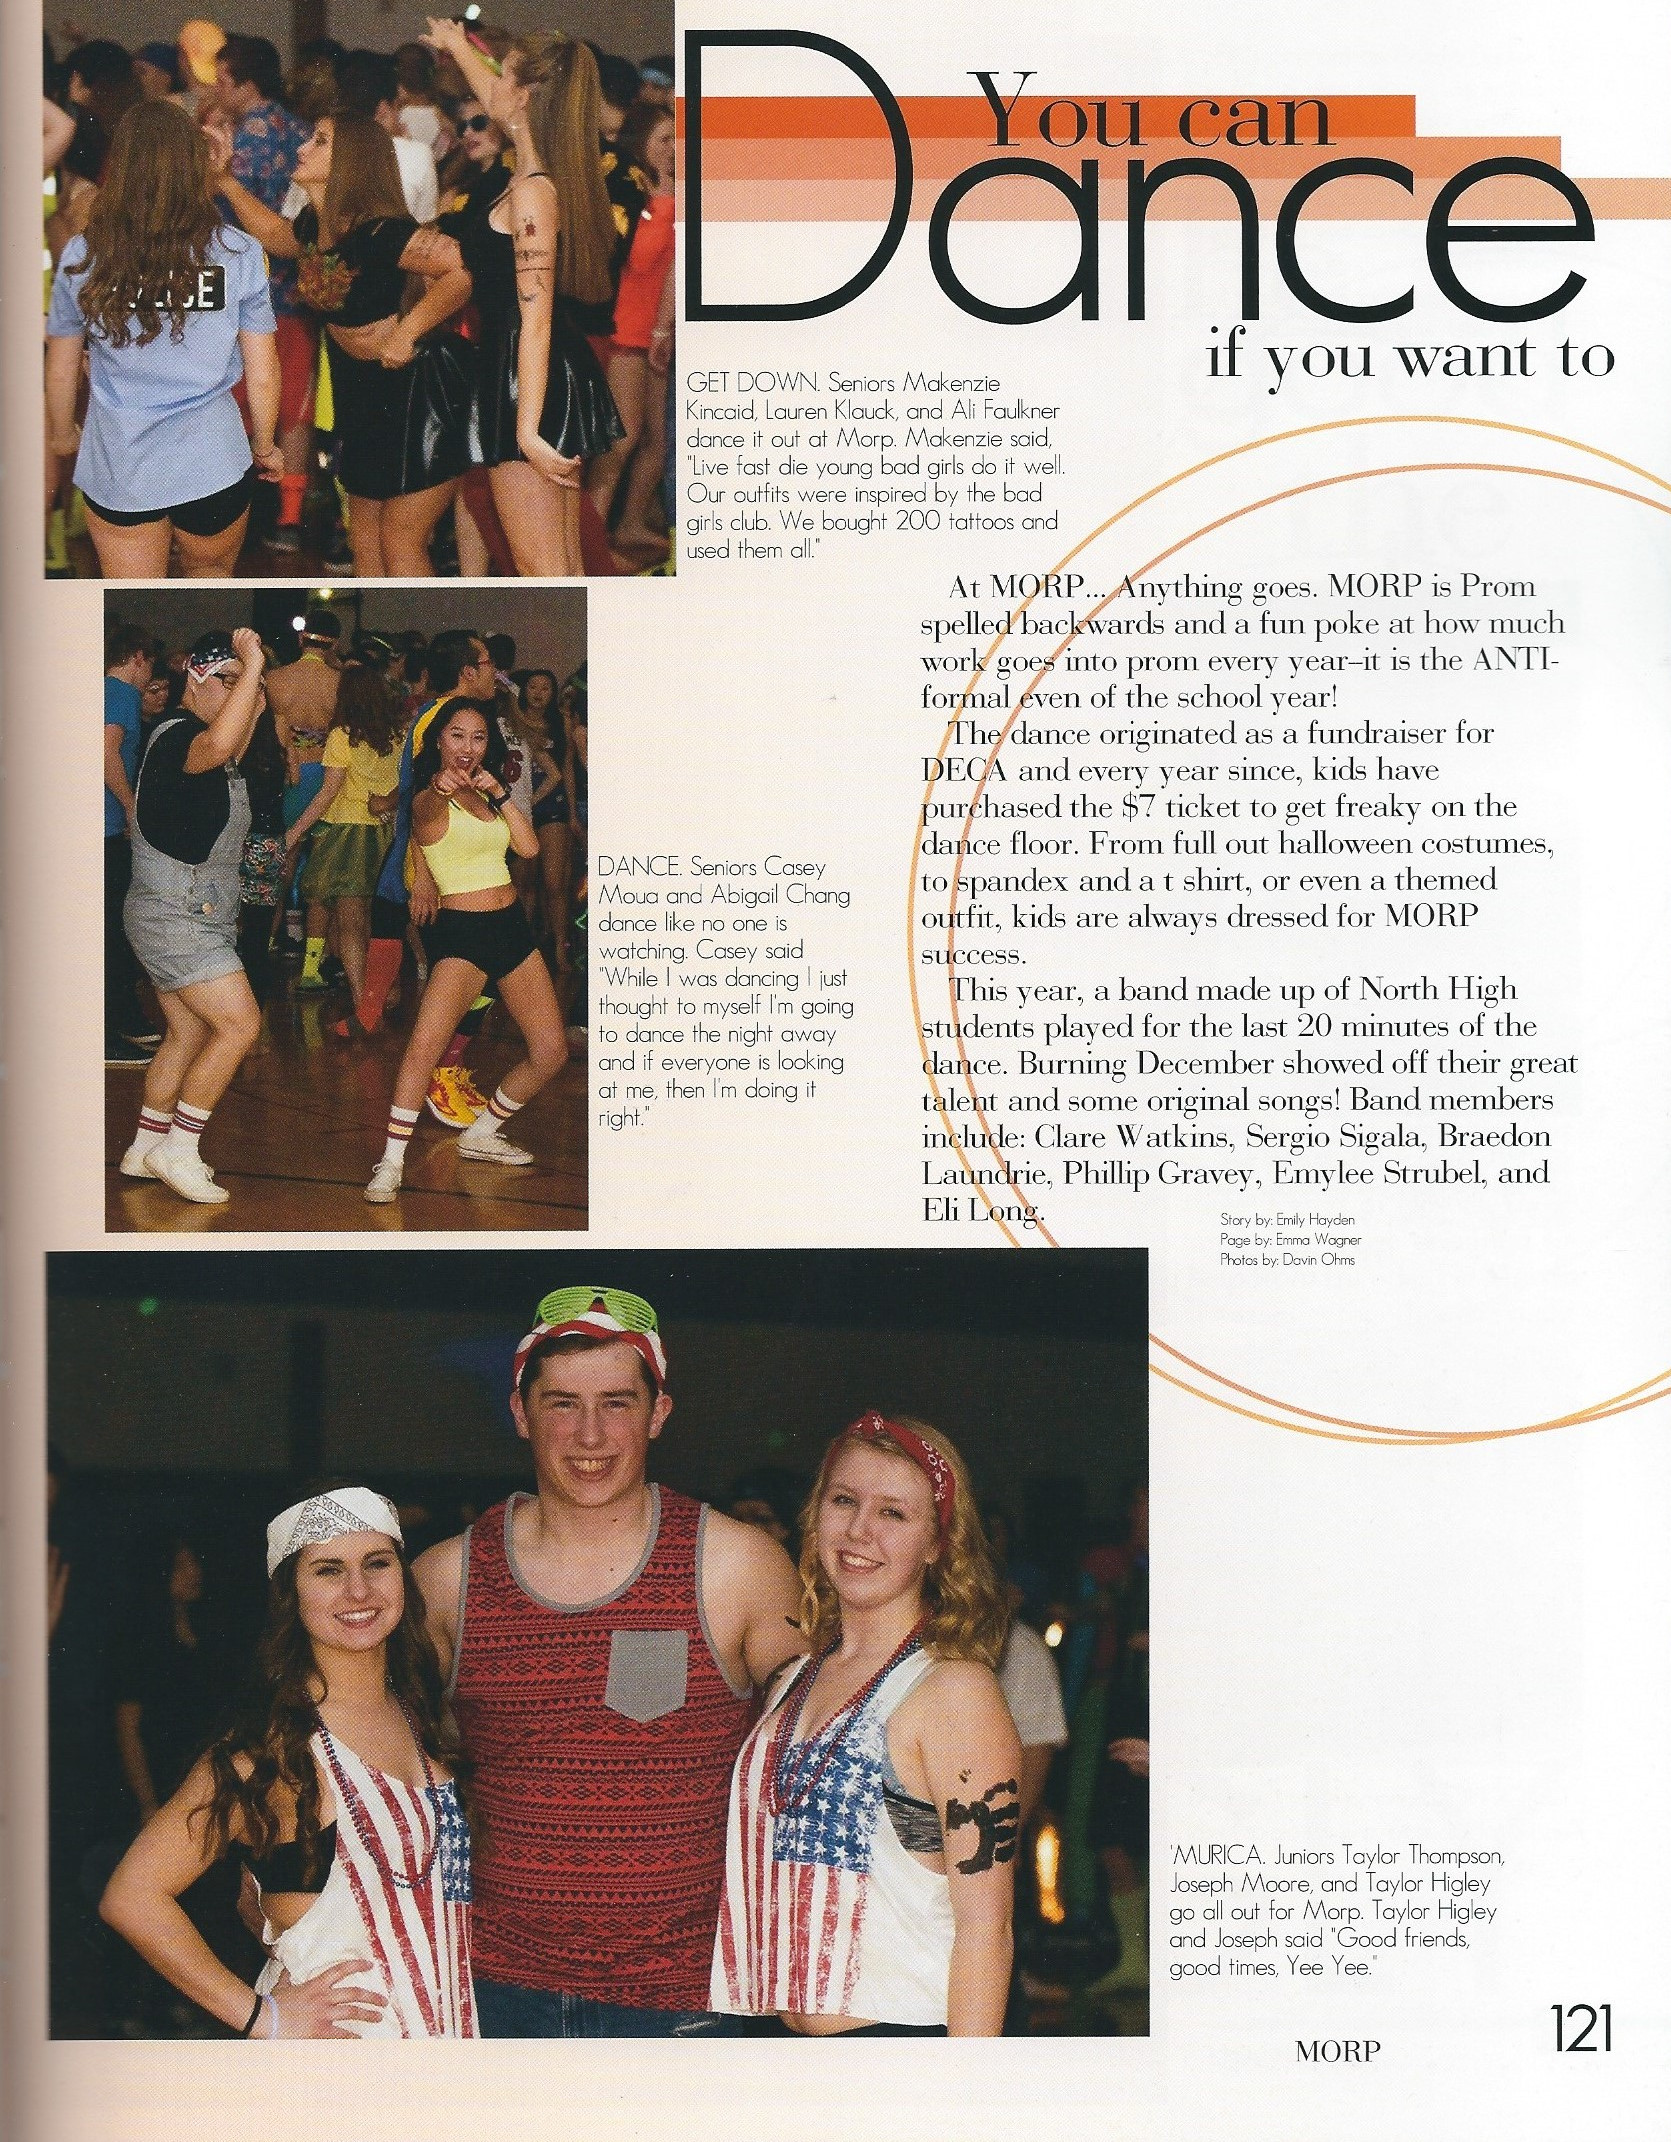 You can
Dance
if you want to
GET DOWN. Seniors Makenzie
Kincaid, Lauren Klauck, and Ali Faulkner
dance it out at Morp. Makenzie said,
"Live fast die young bad girls do it well.
Our outfits were inspired by the bad
girls club. We bought 200 tattoos and
used them all."
At MORP... Anything goes. MORP is Prom
spelled backwards and a fun poke at how much
work goes into prom every year–it is the ANTI-
formal even of the school year!
The dance originated as a fundraiser for
DECA and every year since, kids have
purchased the $7 ticket to get freaky on the
dance floor. From full out halloween costumes,
to spandex and a t shirt, or even a themed
outfit, kids are always dressed for MORP
success.
This year, a band made up of North High
students played for the last 20 minutes of the
dance. Burning December showed off their great
talent and some original songs! Band members
include: Clare Watkins, Sergio Sigala, Braedon
Laundrie, Phillip Gravey, Emylee Strubel, and
Eli Long.
Story by: Emily Hayden
Page by: Emma Wagner
Photos by: Davin Ohms
DANCE. Seniors Casey
Moua and Abigail Chang
dance like no one is
watching. Casey said
"While I was dancing I just
thought to myself I'm going
to dance the night away
and if everyone is looking
at me, then I'm doing it
right."
'MURICA. Juniors Taylor Thompson,
Joseph Moore, and Taylor Higley
go all out for Morp. Taylor Higley
and Joseph said "Good friends,
good times, Yee Yee."
MORP
121